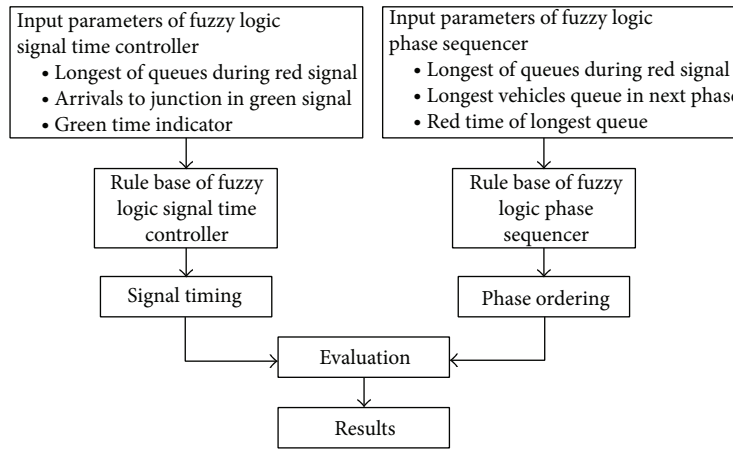 Input parameters of fuzzy logic
signal time controller
• Longest of queues during red signal
• Arrivals to junction in green signal
• Green time indicator
Input parameters of fuzzy logic
phase sequencer
• Longest of queues during red signal
• Longest vehicles queue in next phase
• Red time of longest queue
Rule base of fuzzy
logic signal time
controller
Rule base of fuzzy
logic phase
sequencer
Signal timing
Phase ordering
Evaluation
Results